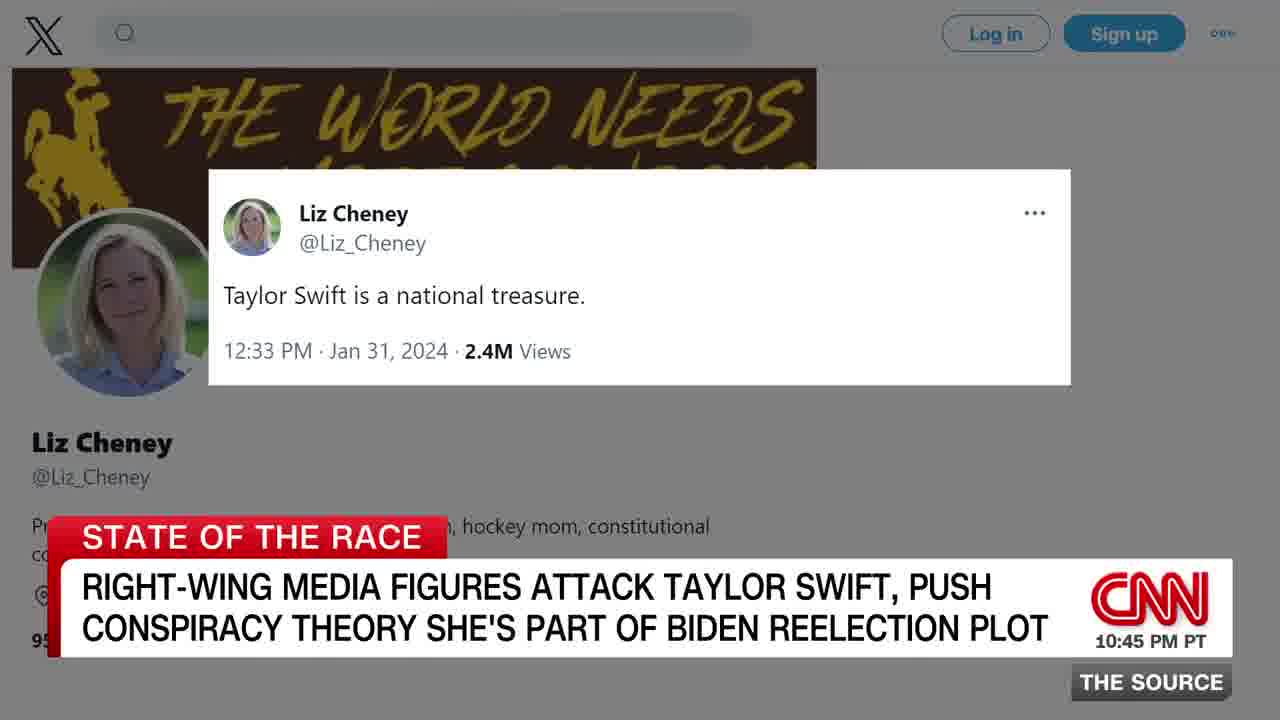 X
Log in
Sign up
THE WORLD NEEDS
Liz Cheney
@Liz_Cheney
Taylor Swift is a national treasure.
12:33 PM · Jan 31, 2024 · 2.4M Views
Liz Cheney
@Liz_Cheney
hockey mom, constitutional
STATE OF THE RACE
RIGHT-WING MEDIA FIGURES ATTACK TAYLOR SWIFT, PUSH
CONSPIRACY THEORY SHE'S PART OF BIDEN REELECTION PLOT
CNN
10:45 PM PT
THE SOURCE